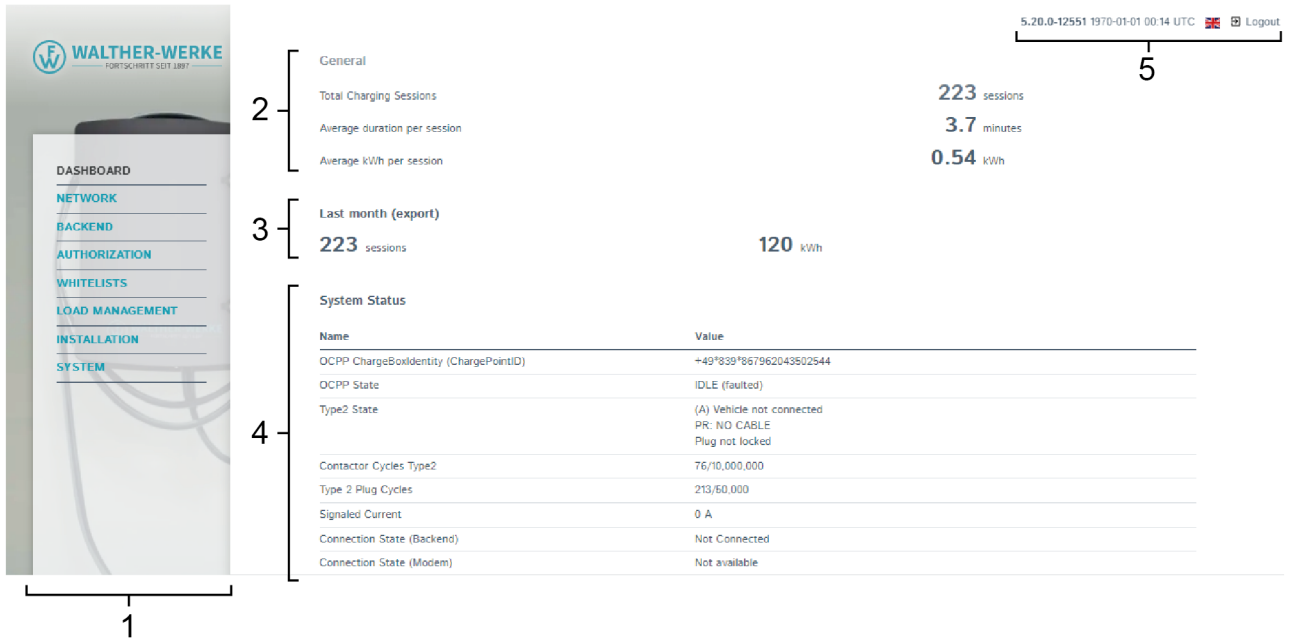 5.20.0-12551 1970-01-01 00:14 UTC Logout
5
WALTHER-WERKE
FORTSCHRITT SEIT 1897
DASHBOARD
NETWORK
BACKEND
AUTHORIZATION
WHITELISTS
LOAD MANAGEMENT
INSTALLATION
SYSTEM
1
2
General
Total Charging Sessions 223 sessions
Average duration per session 3.7 minutes
Average kWh per session 0.54 kWh
3
Last month (export)
223 sessions 120 kWh
4
System Status
Name Value
OCPP ChargeBoxIdentity (ChargePointID) +49*839*867962043502544
OCPP State IDLE (faulted)
Type2 State (A) Vehicle not connected
PR: NO CABLE
Plug not locked
Contactor Cycles Type2 76/10,000,000
Type 2 Plug Cycles 213/50,000
Signaled Current 0 A
Connection State (Backend) Not Connected
Connection State (Modem) Not available